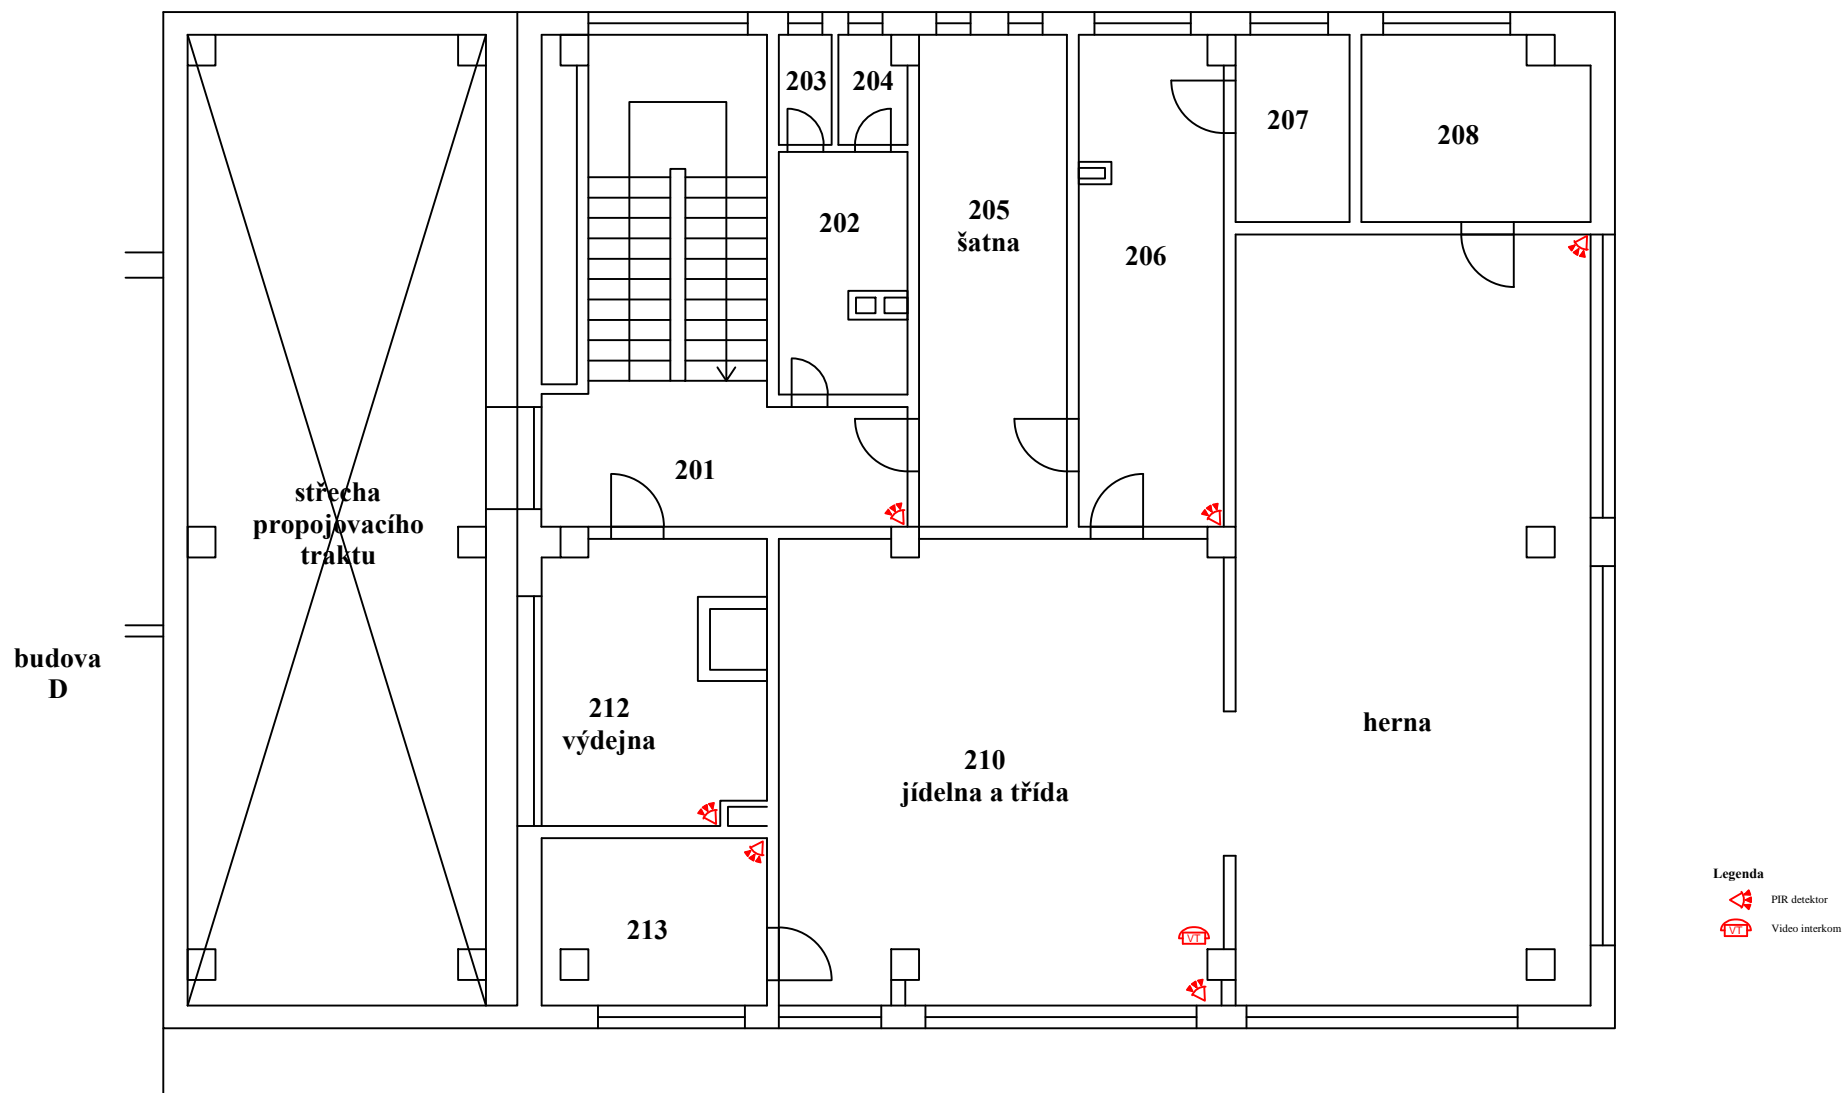 203
204
207
208
202
205
šatna
206
201
střecha
propojovacího
traktu
budova
D
212
výdejna
herna
210
jídelna a třída
213
VT
Legenda
PIR detektor
VT
Video interkom